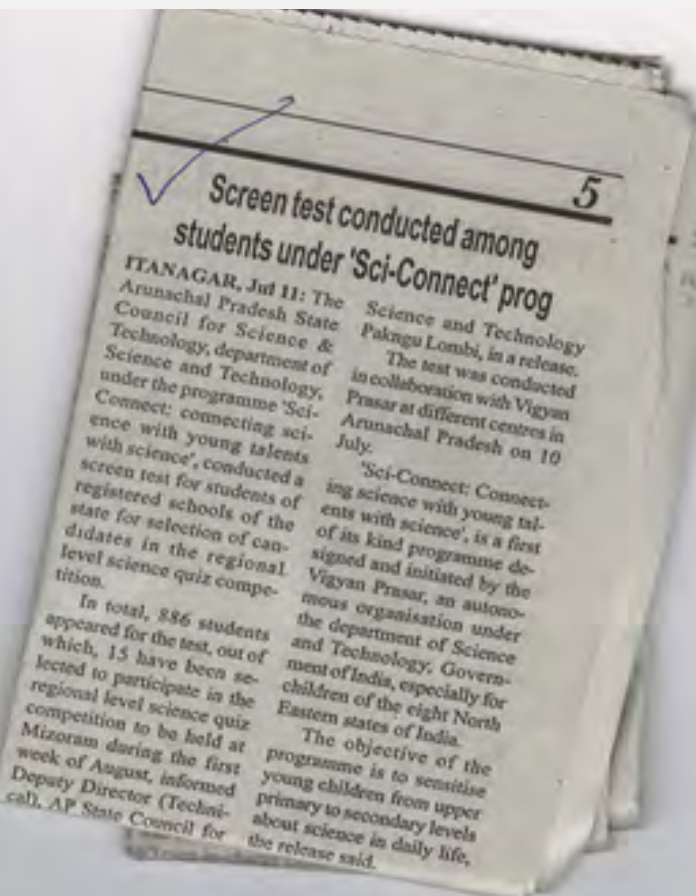 5
Screen test conducted among
students under 'Sci-Connect' prog
ITANAGAR, Jul 11: The
Arunachal Pradesh State
Council for Science &
Technology, department of
Science and Technology,
under the programme 'Sci-
Connect: connecting sci-
ence with young talents
with science', conducted a
screen test for students of
registered schools of the
state for selection of can-
didates in the regional
level science quiz compe-
tition.
In total, 886 students
appeared for the test, out of
which, 15 have been se-
lected to participate in the
regional level science quiz
competition to be held at
Mizoram during the first
week of August, informed
Deputy Director (Techni-
cal), AP State Council for
Science and Technology
Pakngu Lombi, in a release.
The test was conducted
in collaboration with Vigyan
Prasar at different centres in
Arunachal Pradesh on 10
July.
'Sci-Connect: Connect-
ing science with young tal-
ents with science', is a first
of its kind programme de-
signed and initiated by the
Vigyan Prasar, an autono-
mous organisation under
the department of Science
and Technology, Govern-
ment of India, especially for
children of the eight North
Eastern states of India.
The objective of the
programme is to sensitise
young children from upper
primary to secondary levels
about science in daily life,
the release said.